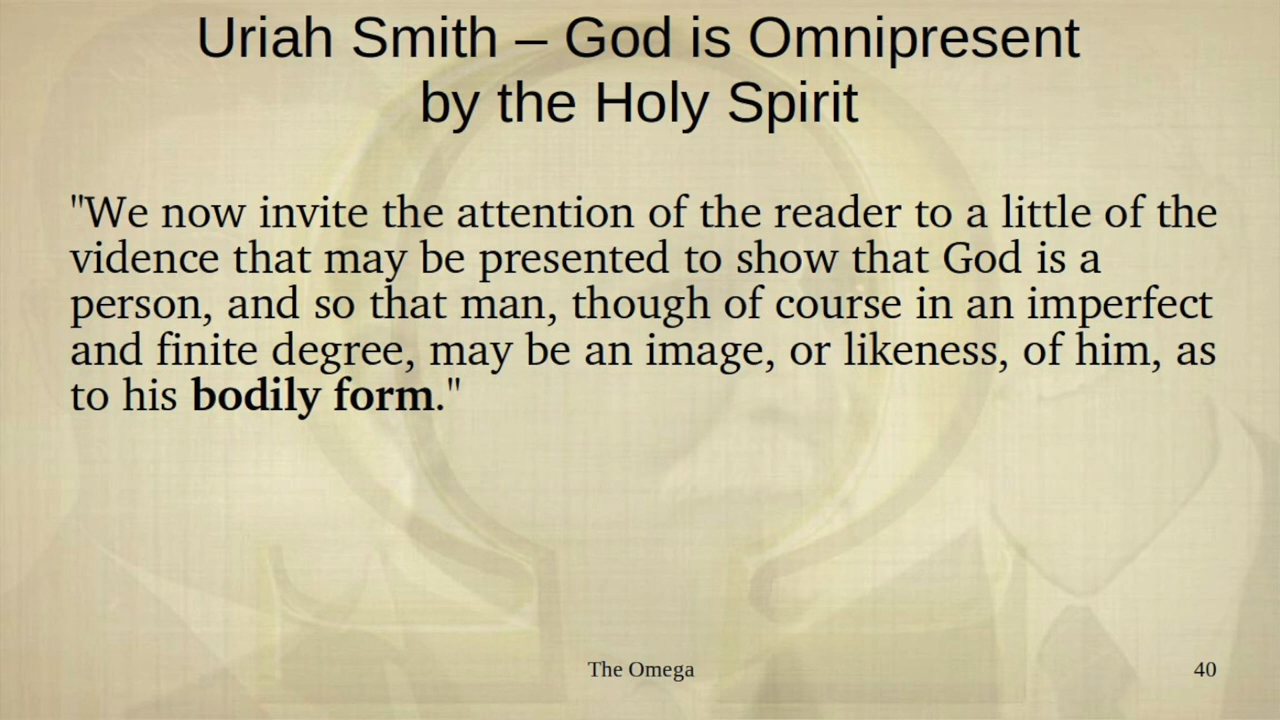 Uriah Smith – God is Omnipresent
by the Holy Spirit
"We now invite the attention of the reader to a little of the
vidence that may be presented to show that God is a
person, and so that man, though of course in an imperfect
and finite degree, may be an image, or likeness, of him, as
to his bodily form."
The Omega
40